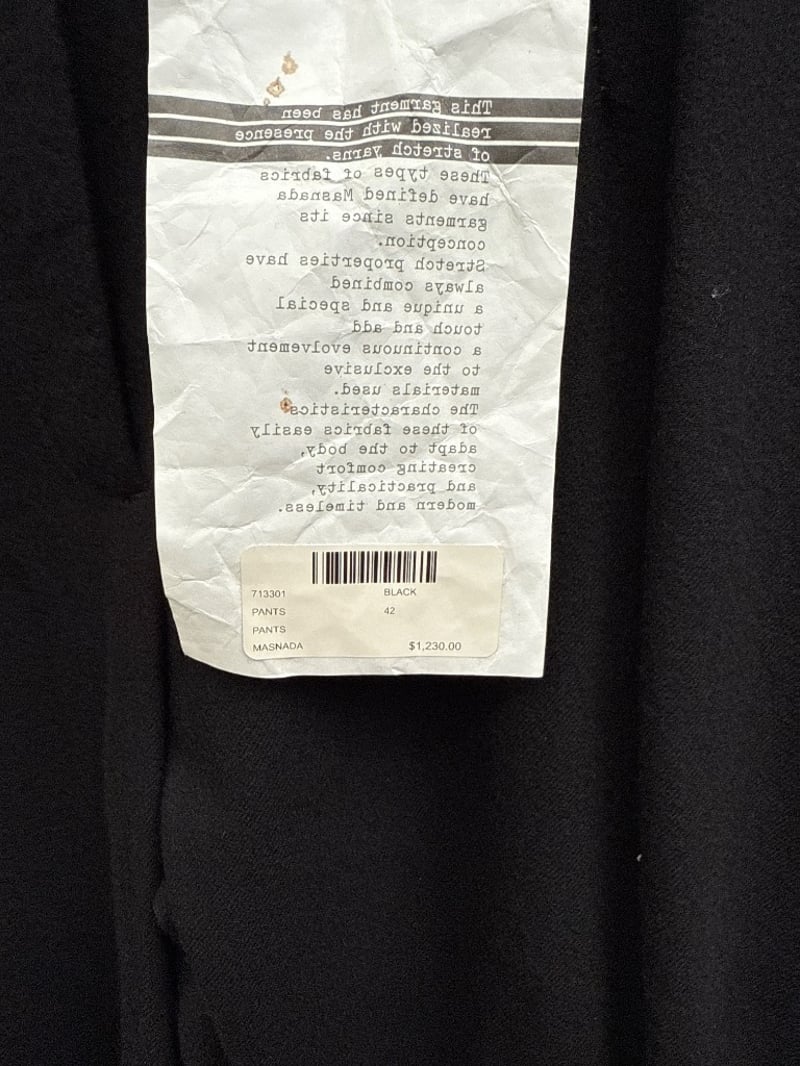 This garment has been
realized with the presence
of stretch yarns.
These types of fabrics
have defined Masnada
garments since its
conception.
Stretch properties have
always combined
a unique and special
touch and add
a continuous evolvement
to the exclusive
materials used.
The characteristics
of these fabrics easily
adapt to the body,
creating comfort
and practicality,
modern and timeless.
713301 BLACK
PANTS 42
PANTS
MASNADA $1,230.00